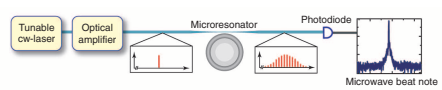 Tunable
cw-laser
Optical
amplifier
Microresonator
Photodiode
Microwave beat note